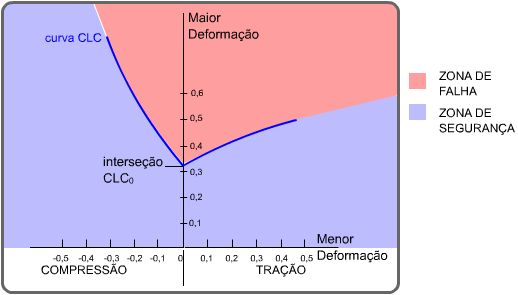 Maior
Deformação
curva CLC
ZONA DE
FALHA
ZONA DE
SEGURANÇA
0,6
0,5
0,4
0,3
0,2
0,1
interseção
CLC₀
-0,5 -0,4 -0,3 -0,2 -0,1 0 0,1 0,2 0,3 0,4 0,5
Menor
Deformação
COMPRESSÃO TRAÇÃO